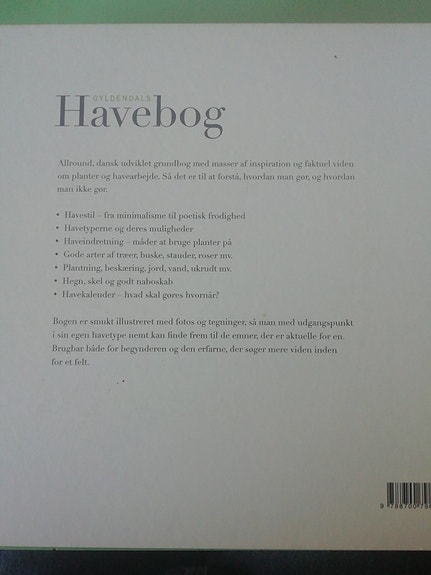 GYLDENDALS
Havebog
Allround, dansk udviklet grundbog med masser af inspiration og faktuel viden
om planter og havearbejde. Så det er til at forstå, hvordan man gør, og hvordan
man ikke gør.
• Havestil – fra minimalisme til poetisk frodighed
• Havetyperne og deres muligheder
• Haveindretning – måder at bruge planter på
• Gode arter af træer, buske, stauder, roser mv.
• Plantning, beskæring, jord, vand, ukrudt mv.
• Hegn, skel og godt naboskab
• Havekalender – hvad skal gøres hvornår?
Bogen er smukt illustreret med fotos og tegninger, så man med udgangspunkt
i sin egen havetype nemt kan finde frem til de emner, der er aktuelle for en.
Brugbar både for begynderen og den erfarne, der søger mere viden inden
for et felt.
9 788700 79